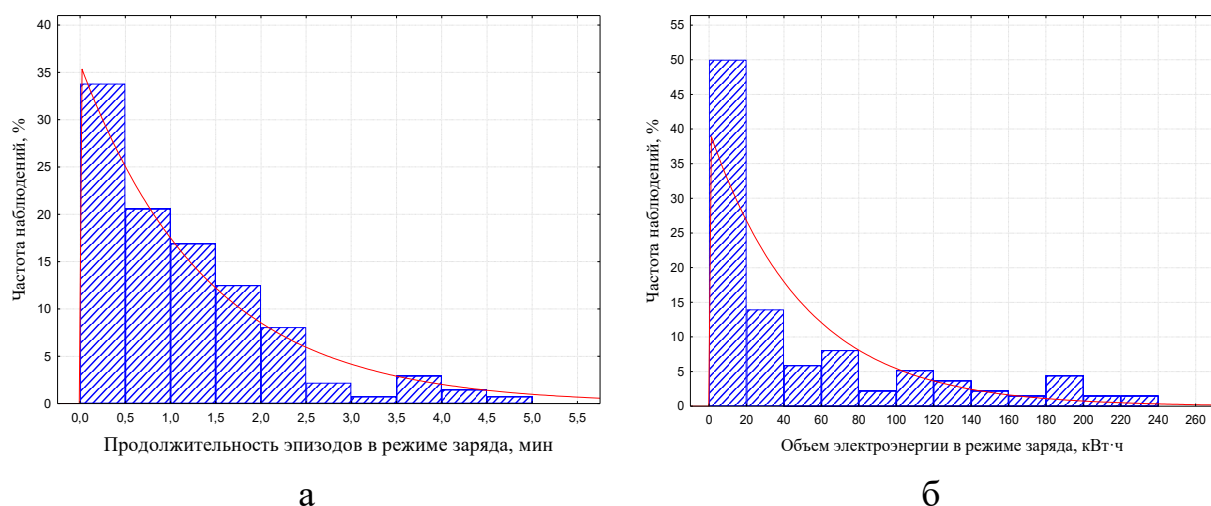 40
35
30
25
20
15
10
5
0
Частота наблюдений, %
0,0 0,5 1,0 1,5 2,0 2,5 3,0 3,5 4,0 4,5 5,0 5,5
Продолжительность эпизодов в режиме заряда, мин
а
55
50
45
40
35
30
25
20
15
10
5
0
Частота наблюдений, %
0 20 40 60 80 100 120 140 160 180 200 220 240 260
Объем электроэнергии в режиме заряда, кВт·ч
б